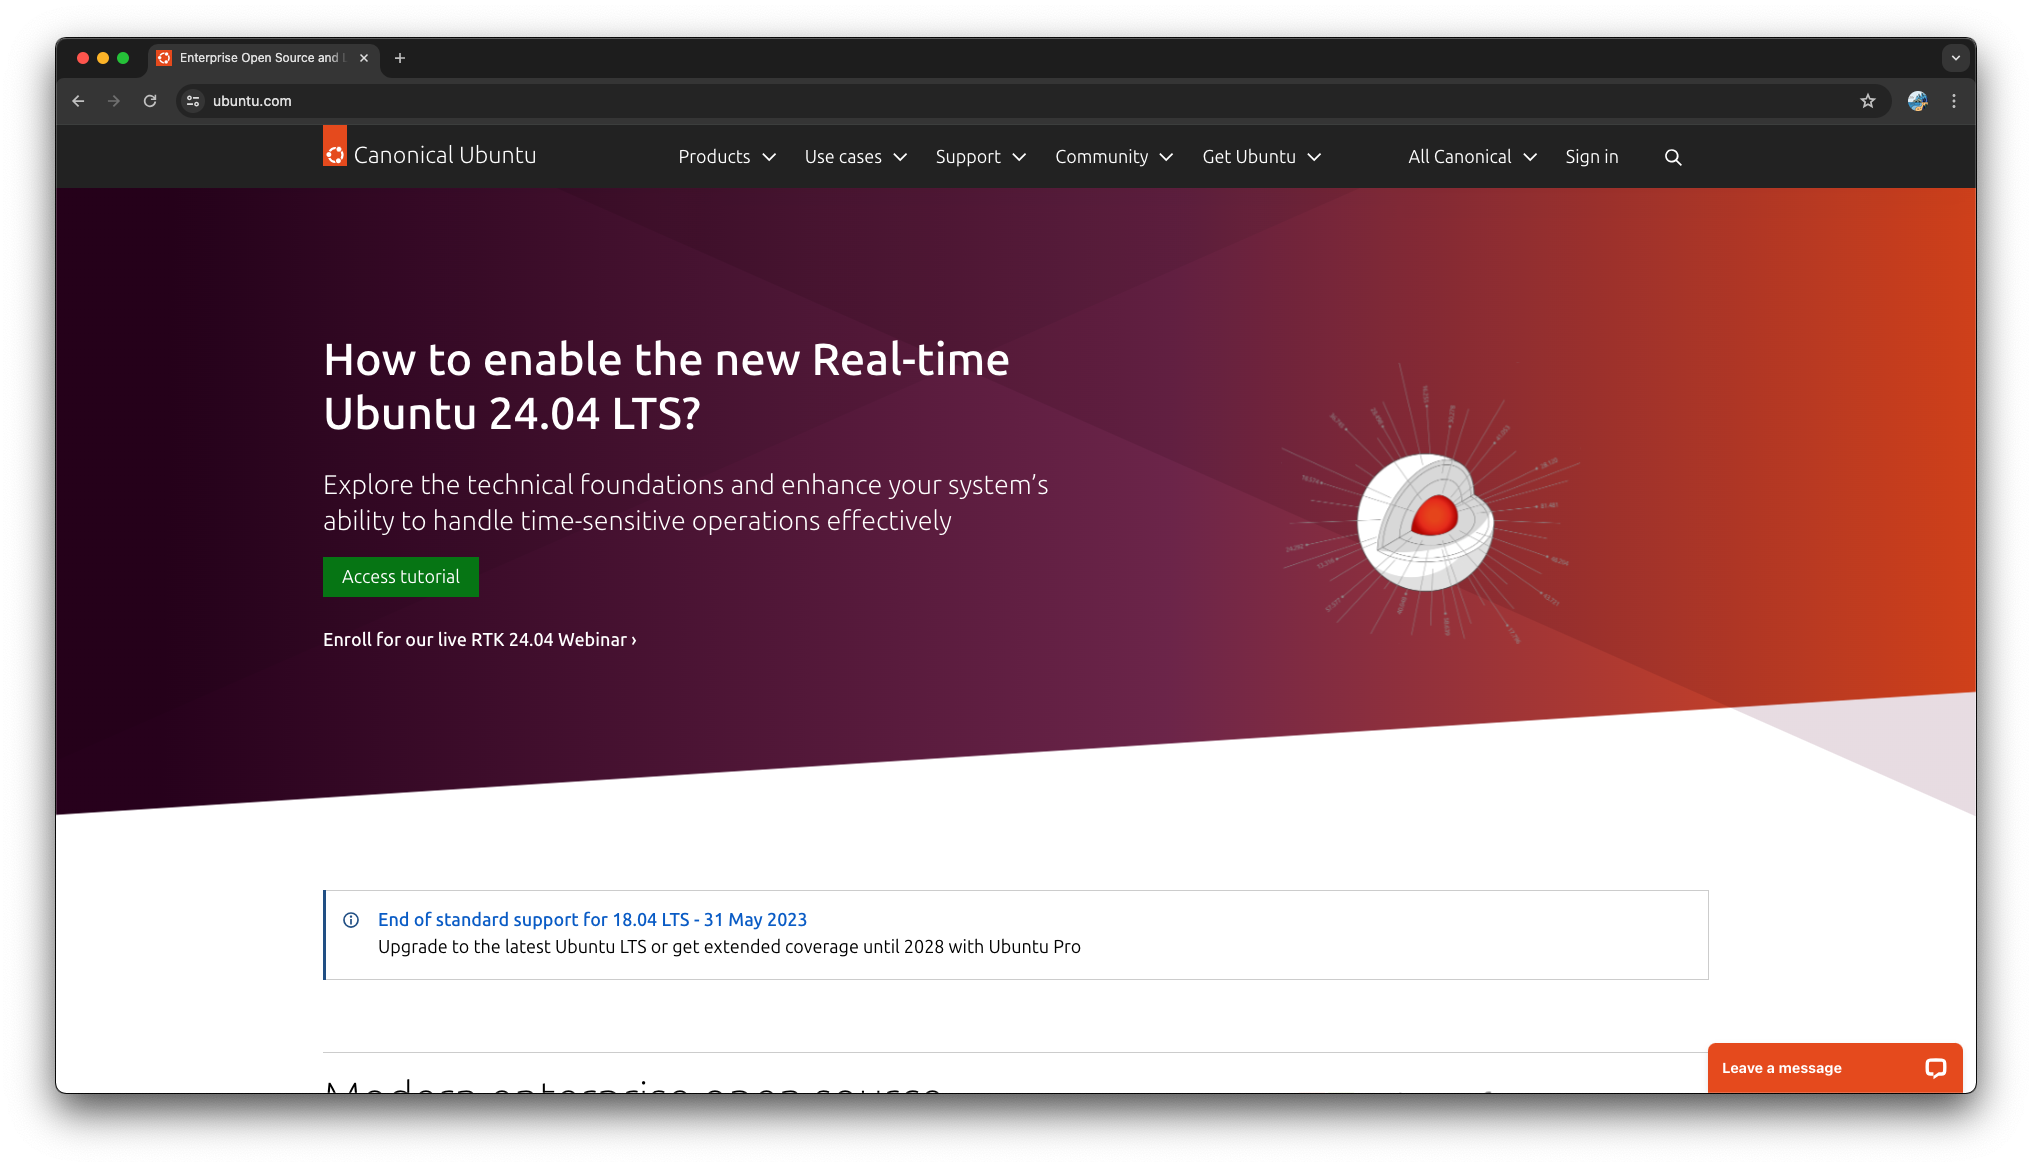 Enterprise Open Source and L
ubuntu.com
Canonical Ubuntu
Products
Use cases
Support
Community
Get Ubuntu
All Canonical
Sign in
How to enable the new Real-time
Ubuntu 24.04 LTS?
Explore the technical foundations and enhance your system’s
ability to handle time-sensitive operations effectively
Access tutorial
Enroll for our live RTK 24.04 Webinar ›
End of standard support for 18.04 LTS - 31 May 2023
Upgrade to the latest Ubuntu LTS or get extended coverage until 2028 with Ubuntu Pro
Modern enterprise open source
Leave a message